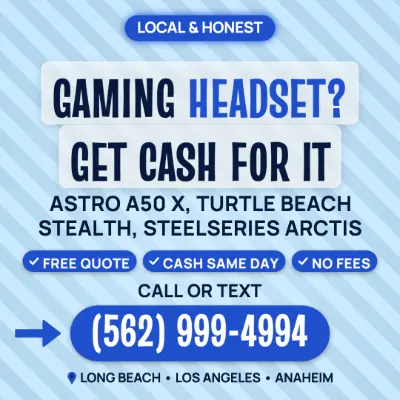 LOCAL & HONEST
GAMING HEADSET?
GET CASH FOR IT
ASTRO A50 X, TURTLE BEACH
STEALTH, STEELSERIES ARCTIS
✓ FREE QUOTE ✓ CASH SAME DAY ✓ NO FEES
CALL OR TEXT
(562) 999-4994
LONG BEACH • LOS ANGELES • ANAHEIM